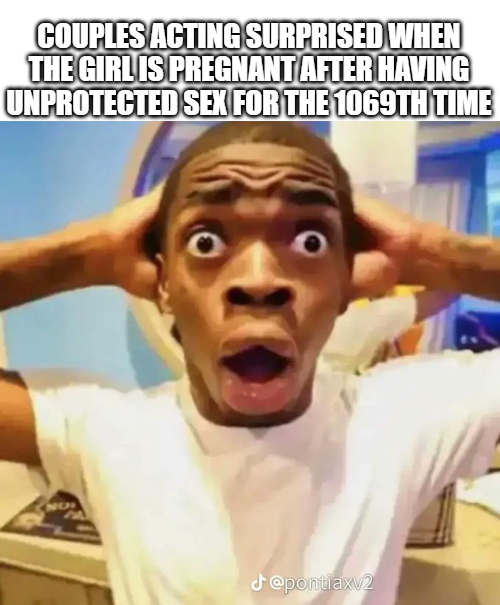 COUPLES ACTING SURPRISED WHEN
THE GIRL IS PREGNANT AFTER HAVING
UNPROTECTED SEX FOR THE 1069TH TIME
@pontiaxv2